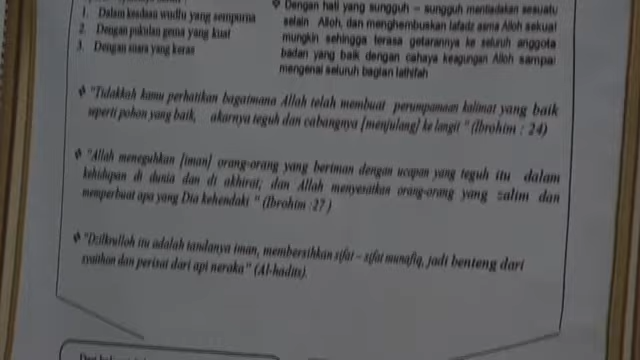 1. Dalam keadaan wudlu yang sempurna
2. Dengan pukulan gema yang kuat
3. Dengan suara yang keras
❖ Dengan hati yang sungguh – sungguh meniadakan sesuatu
selain Alloh, dan menghembuskan lafadz asma Alloh sekuat
mungkin sehingga terasa getarannya ke seluruh anggota
badan yang baik dengan cahaya keagungan Alloh sampai
mengenai seluruh bagian lathifah
❖ "Tidakkah kamu perhatikan bagaimana Allah telah membuat perumpamaan kalimat yang baik
seperti pohon yang baik, akarnya teguh dan cabangnya [menjulang] ke langit " (Ibrohim : 24)
❖ "Allah meneguhkan [iman] orang-orang yang beriman dengan ucapan yang teguh itu dalam
kehidupan di dunia dan di akhirat; dan Allah menyesatkan orang-orang yang zalim dan
memperbuat apa yang Dia kehendaki " (Ibrohim :27 )
❖ "Dzikrulloh itu adalah tandanya iman, membersihkan sifat – sifat munafiq, jadi benteng dari
syaithan dan perisai dari api neraka" (Al-hadits).